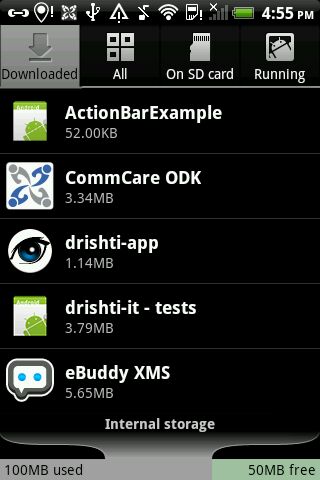 4:55 PM
Downloaded All On SD card Running
ActionBarExample
52.00KB
CommCare ODK
3.34MB
drishti-app
1.14MB
drishti-it - tests
3.79MB
eBuddy XMS
5.65MB
Internal storage
100MB used 50MB free